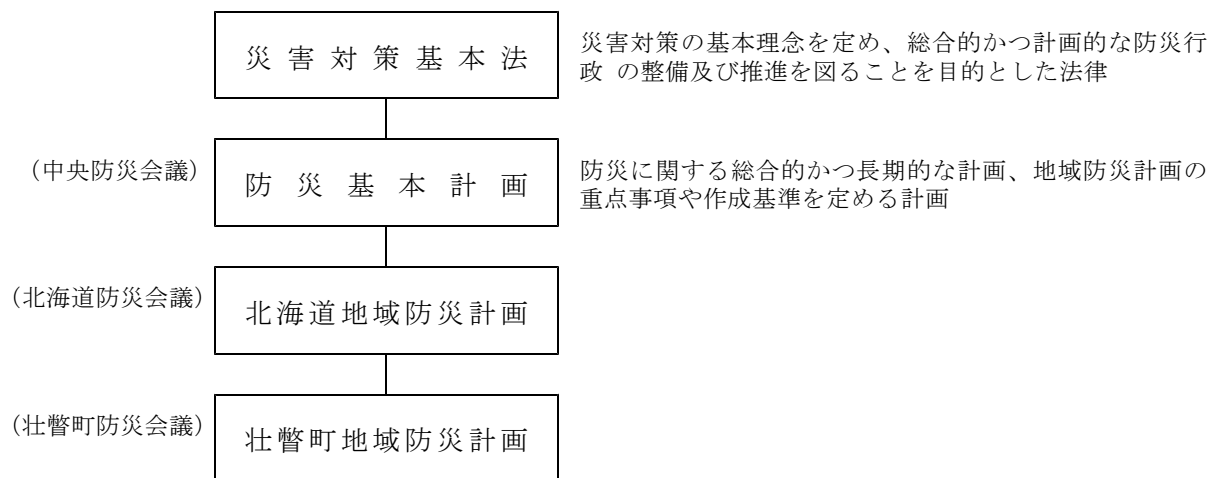 災害対策基本法
災害対策の基本理念を定め、総合的かつ計画的な防災行
政 の整備及び推進を図ることを目的とした法律
（中央防災会議）
防災基本計画
防災に関する総合的かつ長期的な計画、地域防災計画の
重点事項や作成基準を定める計画
（北海道防災会議）
北海道地域防災計画
（壮瞥町防災会議）
壮瞥町地域防災計画